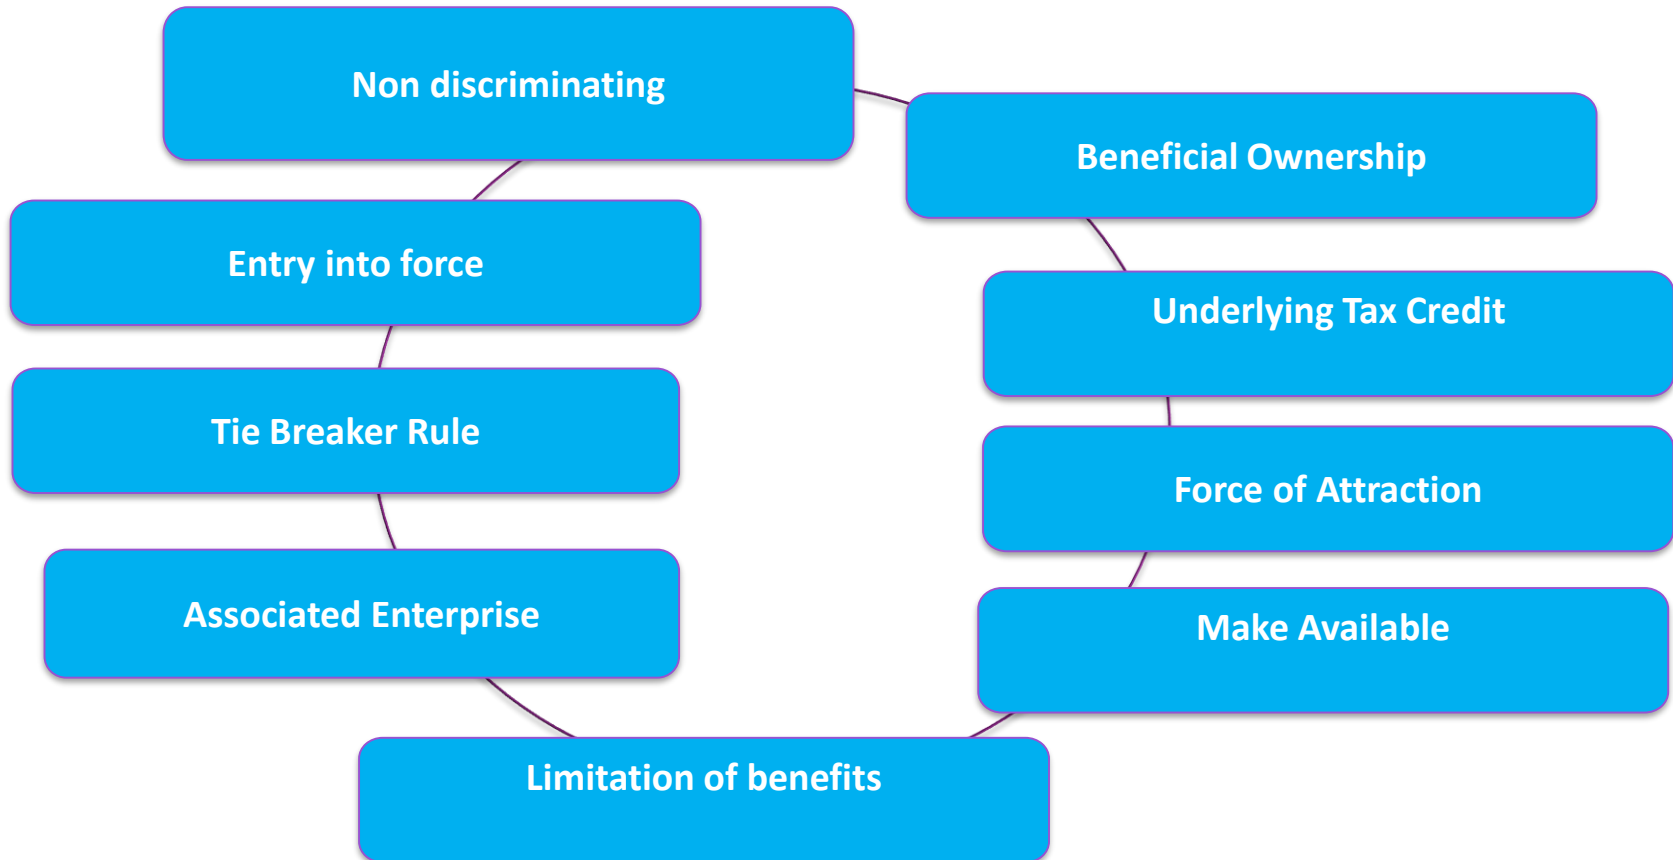 Non discriminating
Beneficial Ownership
Entry into force
Underlying Tax Credit
Tie Breaker Rule
Force of Attraction
Associated Enterprise
Make Available
Limitation of benefits